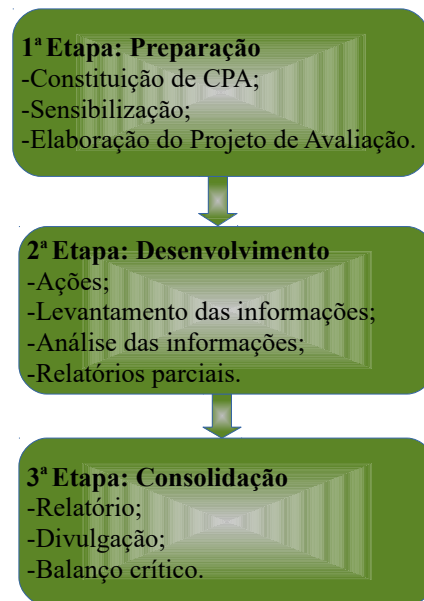 1ª Etapa: Preparação
-Constituição de CPA;
-Sensibilização;
-Elaboração do Projeto de Avaliação.
2ª Etapa: Desenvolvimento
-Ações;
-Levantamento das informações;
-Análise das informações;
-Relatórios parciais.
3ª Etapa: Consolidação
-Relatório;
-Divulgação;
-Balanço crítico.